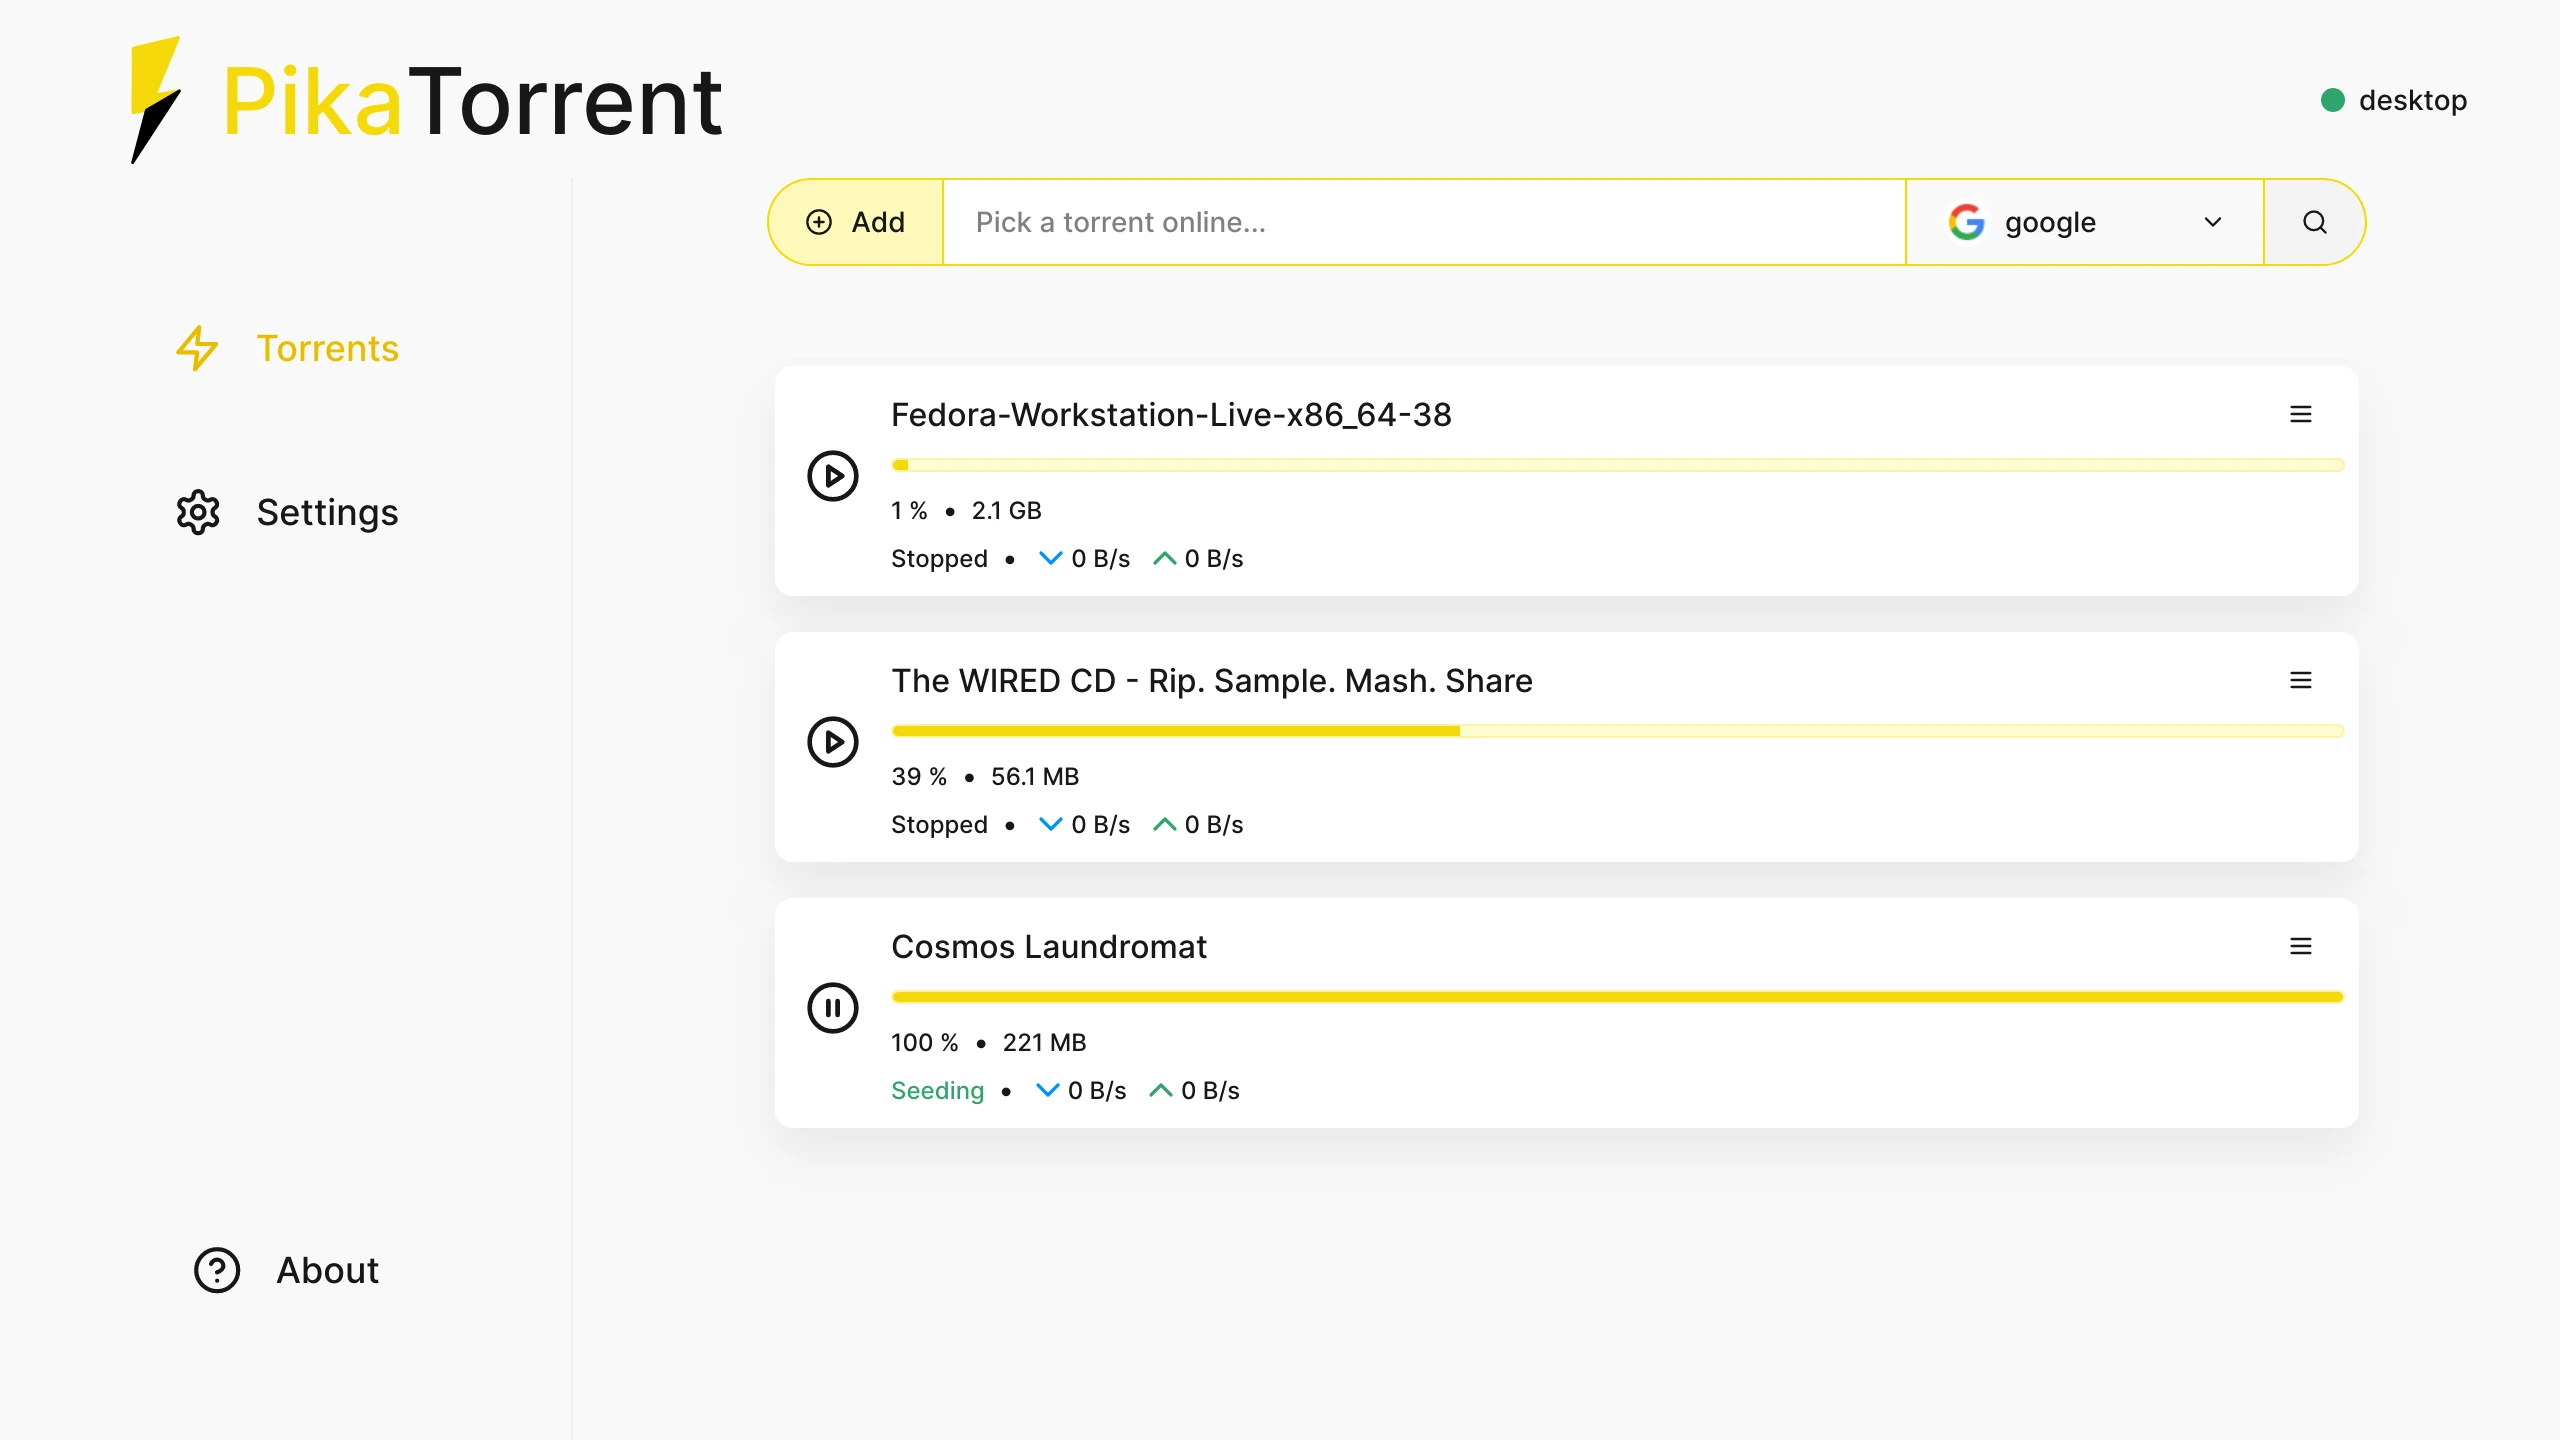 PikaTorrent
desktop
Add
Pick a torrent online...
google
Torrents
Settings
About
Fedora-Workstation-Live-x86_64-38
1 % • 2.1 GB
Stopped • 0 B/s 0 B/s
The WIRED CD - Rip. Sample. Mash. Share
39 % • 56.1 MB
Stopped • 0 B/s 0 B/s
Cosmos Laundromat
100 % • 221 MB
Seeding • 0 B/s 0 B/s